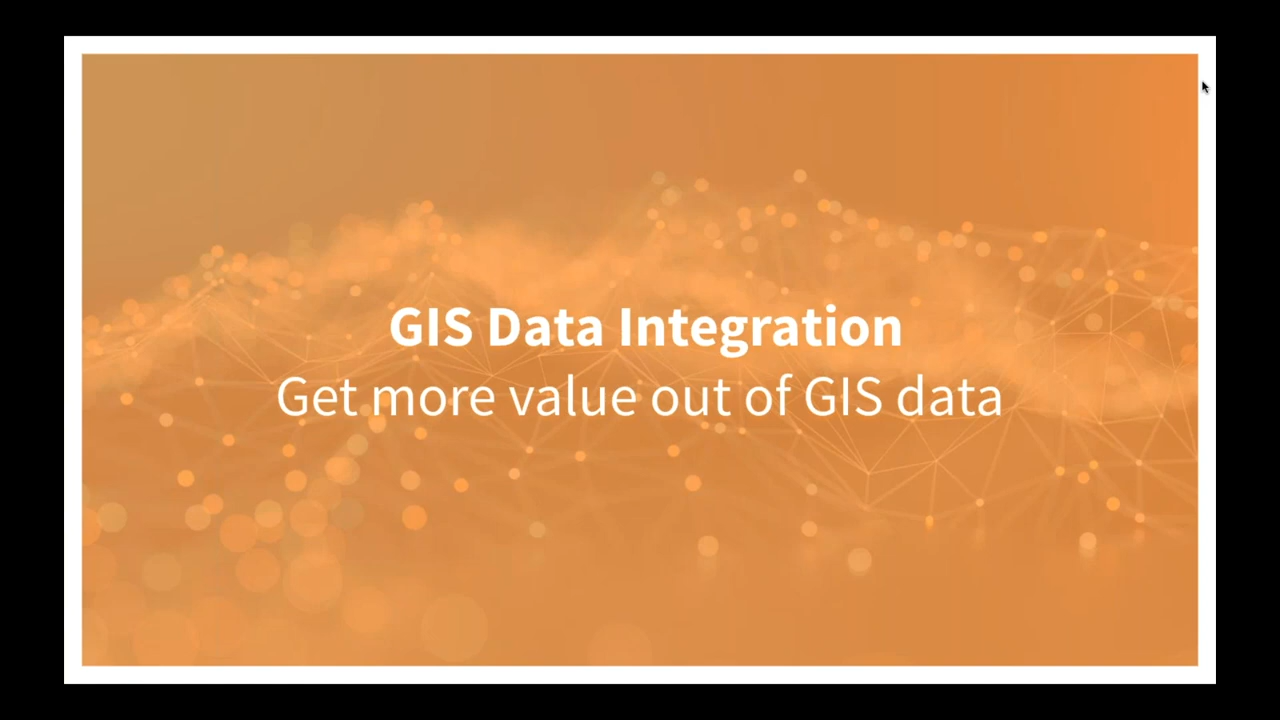 GIS Data Integration
Get more value out of GIS data